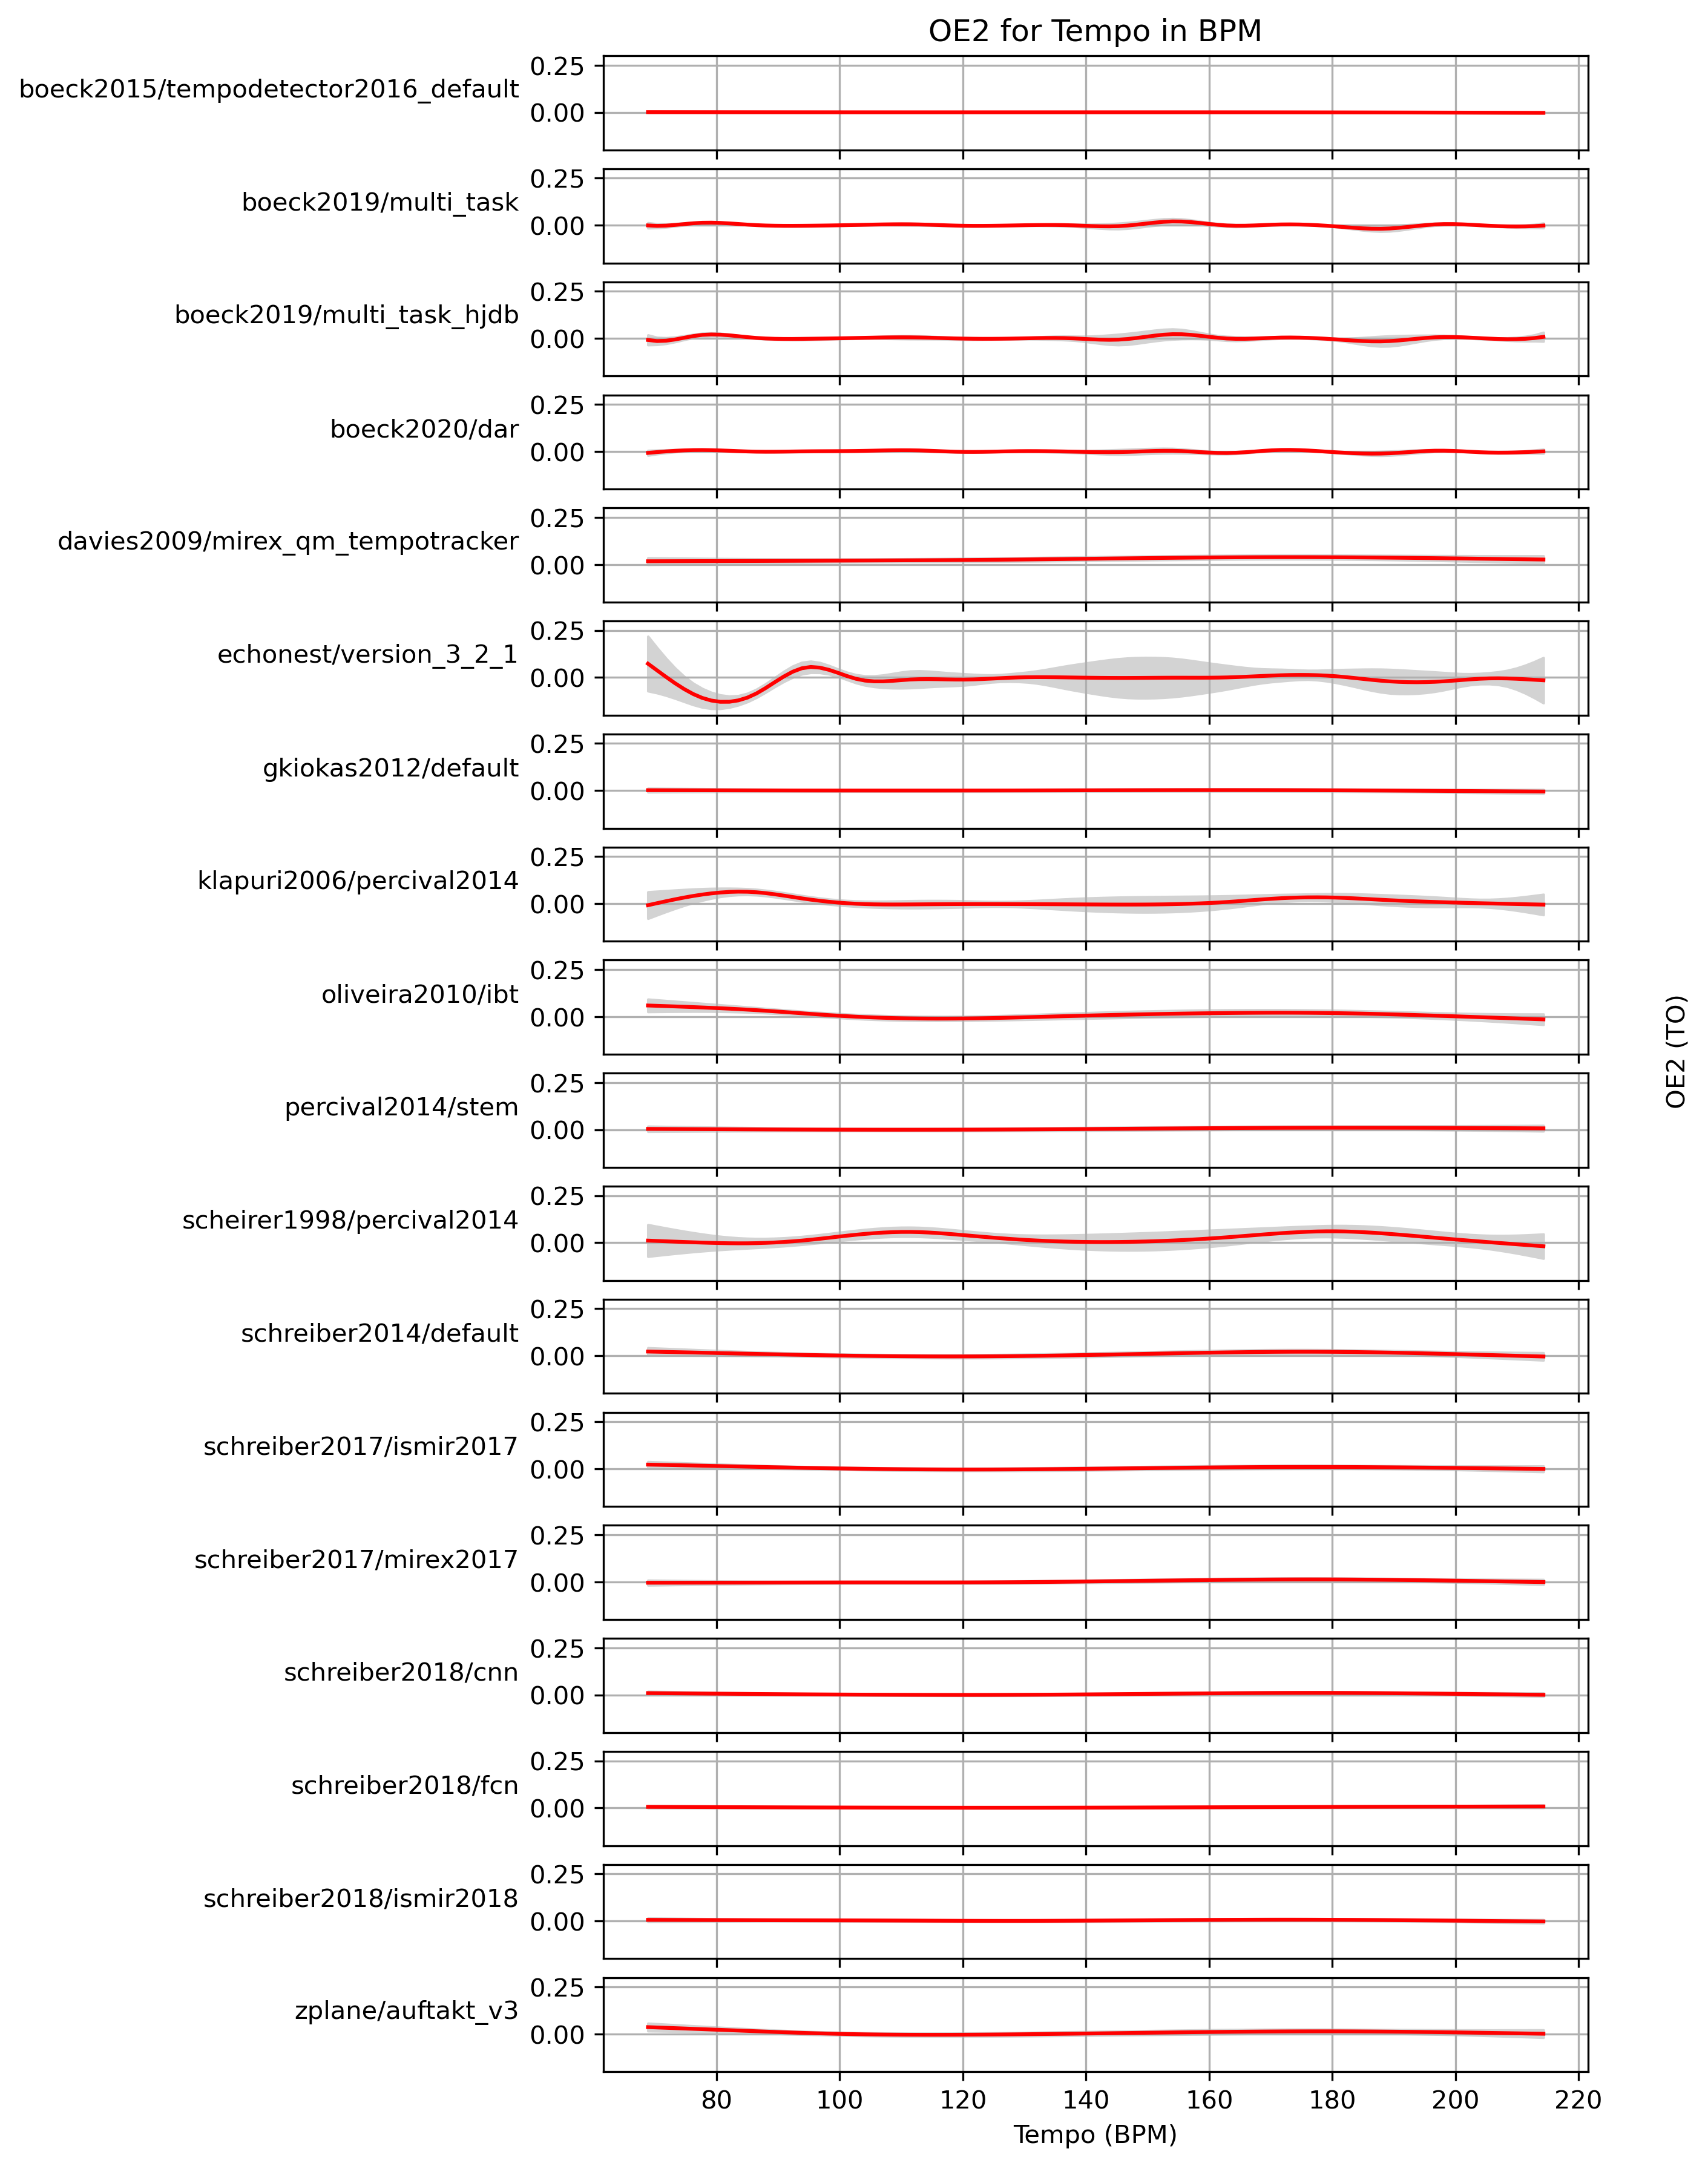 OE2 for Tempo in BPM
boeck2015/tempodetector2016_default
0.25
0.00
boeck2019/multi_task
0.25
0.00
boeck2019/multi_task_hjdb
0.25
0.00
boeck2020/dar
0.25
0.00
davies2009/mirex_qm_tempotracker
0.25
0.00
echonest/version_3_2_1
0.25
0.00
gkiokas2012/default
0.25
0.00
klapuri2006/percival2014
0.25
0.00
oliveira2010/ibt
0.25
0.00
OE2 (TO)
percival2014/stem
0.25
0.00
scheirer1998/percival2014
0.25
0.00
schreiber2014/default
0.25
0.00
schreiber2017/ismir2017
0.25
0.00
schreiber2017/mirex2017
0.25
0.00
schreiber2018/cnn
0.25
0.00
schreiber2018/fcn
0.25
0.00
schreiber2018/ismir2018
0.25
0.00
zplane/auftakt_v3
0.25
0.00
80 100 120 140 160 180 200 220
Tempo (BPM)